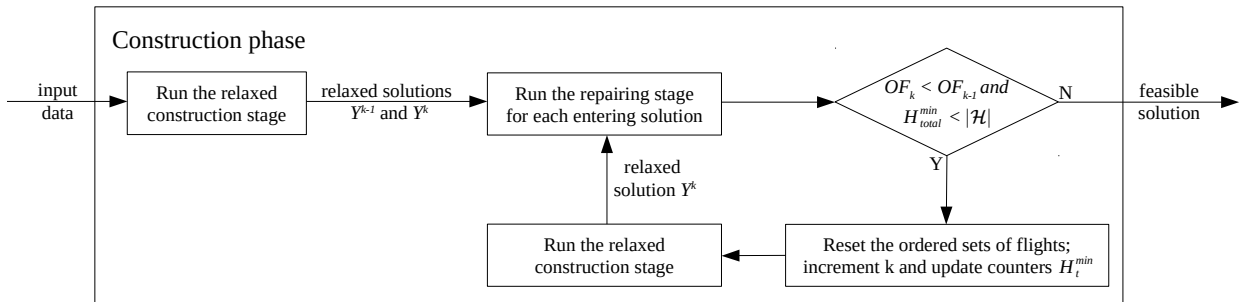 Construction phase
input
data
Run the relaxed
construction stage
relaxed solutions
Y^{k-1} and Y^k
Run the repairing stage
for each entering solution
OF_k < OF_{k-1} and
H_{total}^{min} < |ℋ|
N
feasible
solution
Y
relaxed
solution Y^k
Run the relaxed
construction stage
Reset the ordered sets of flights;
increment k and update counters H_t^{min}